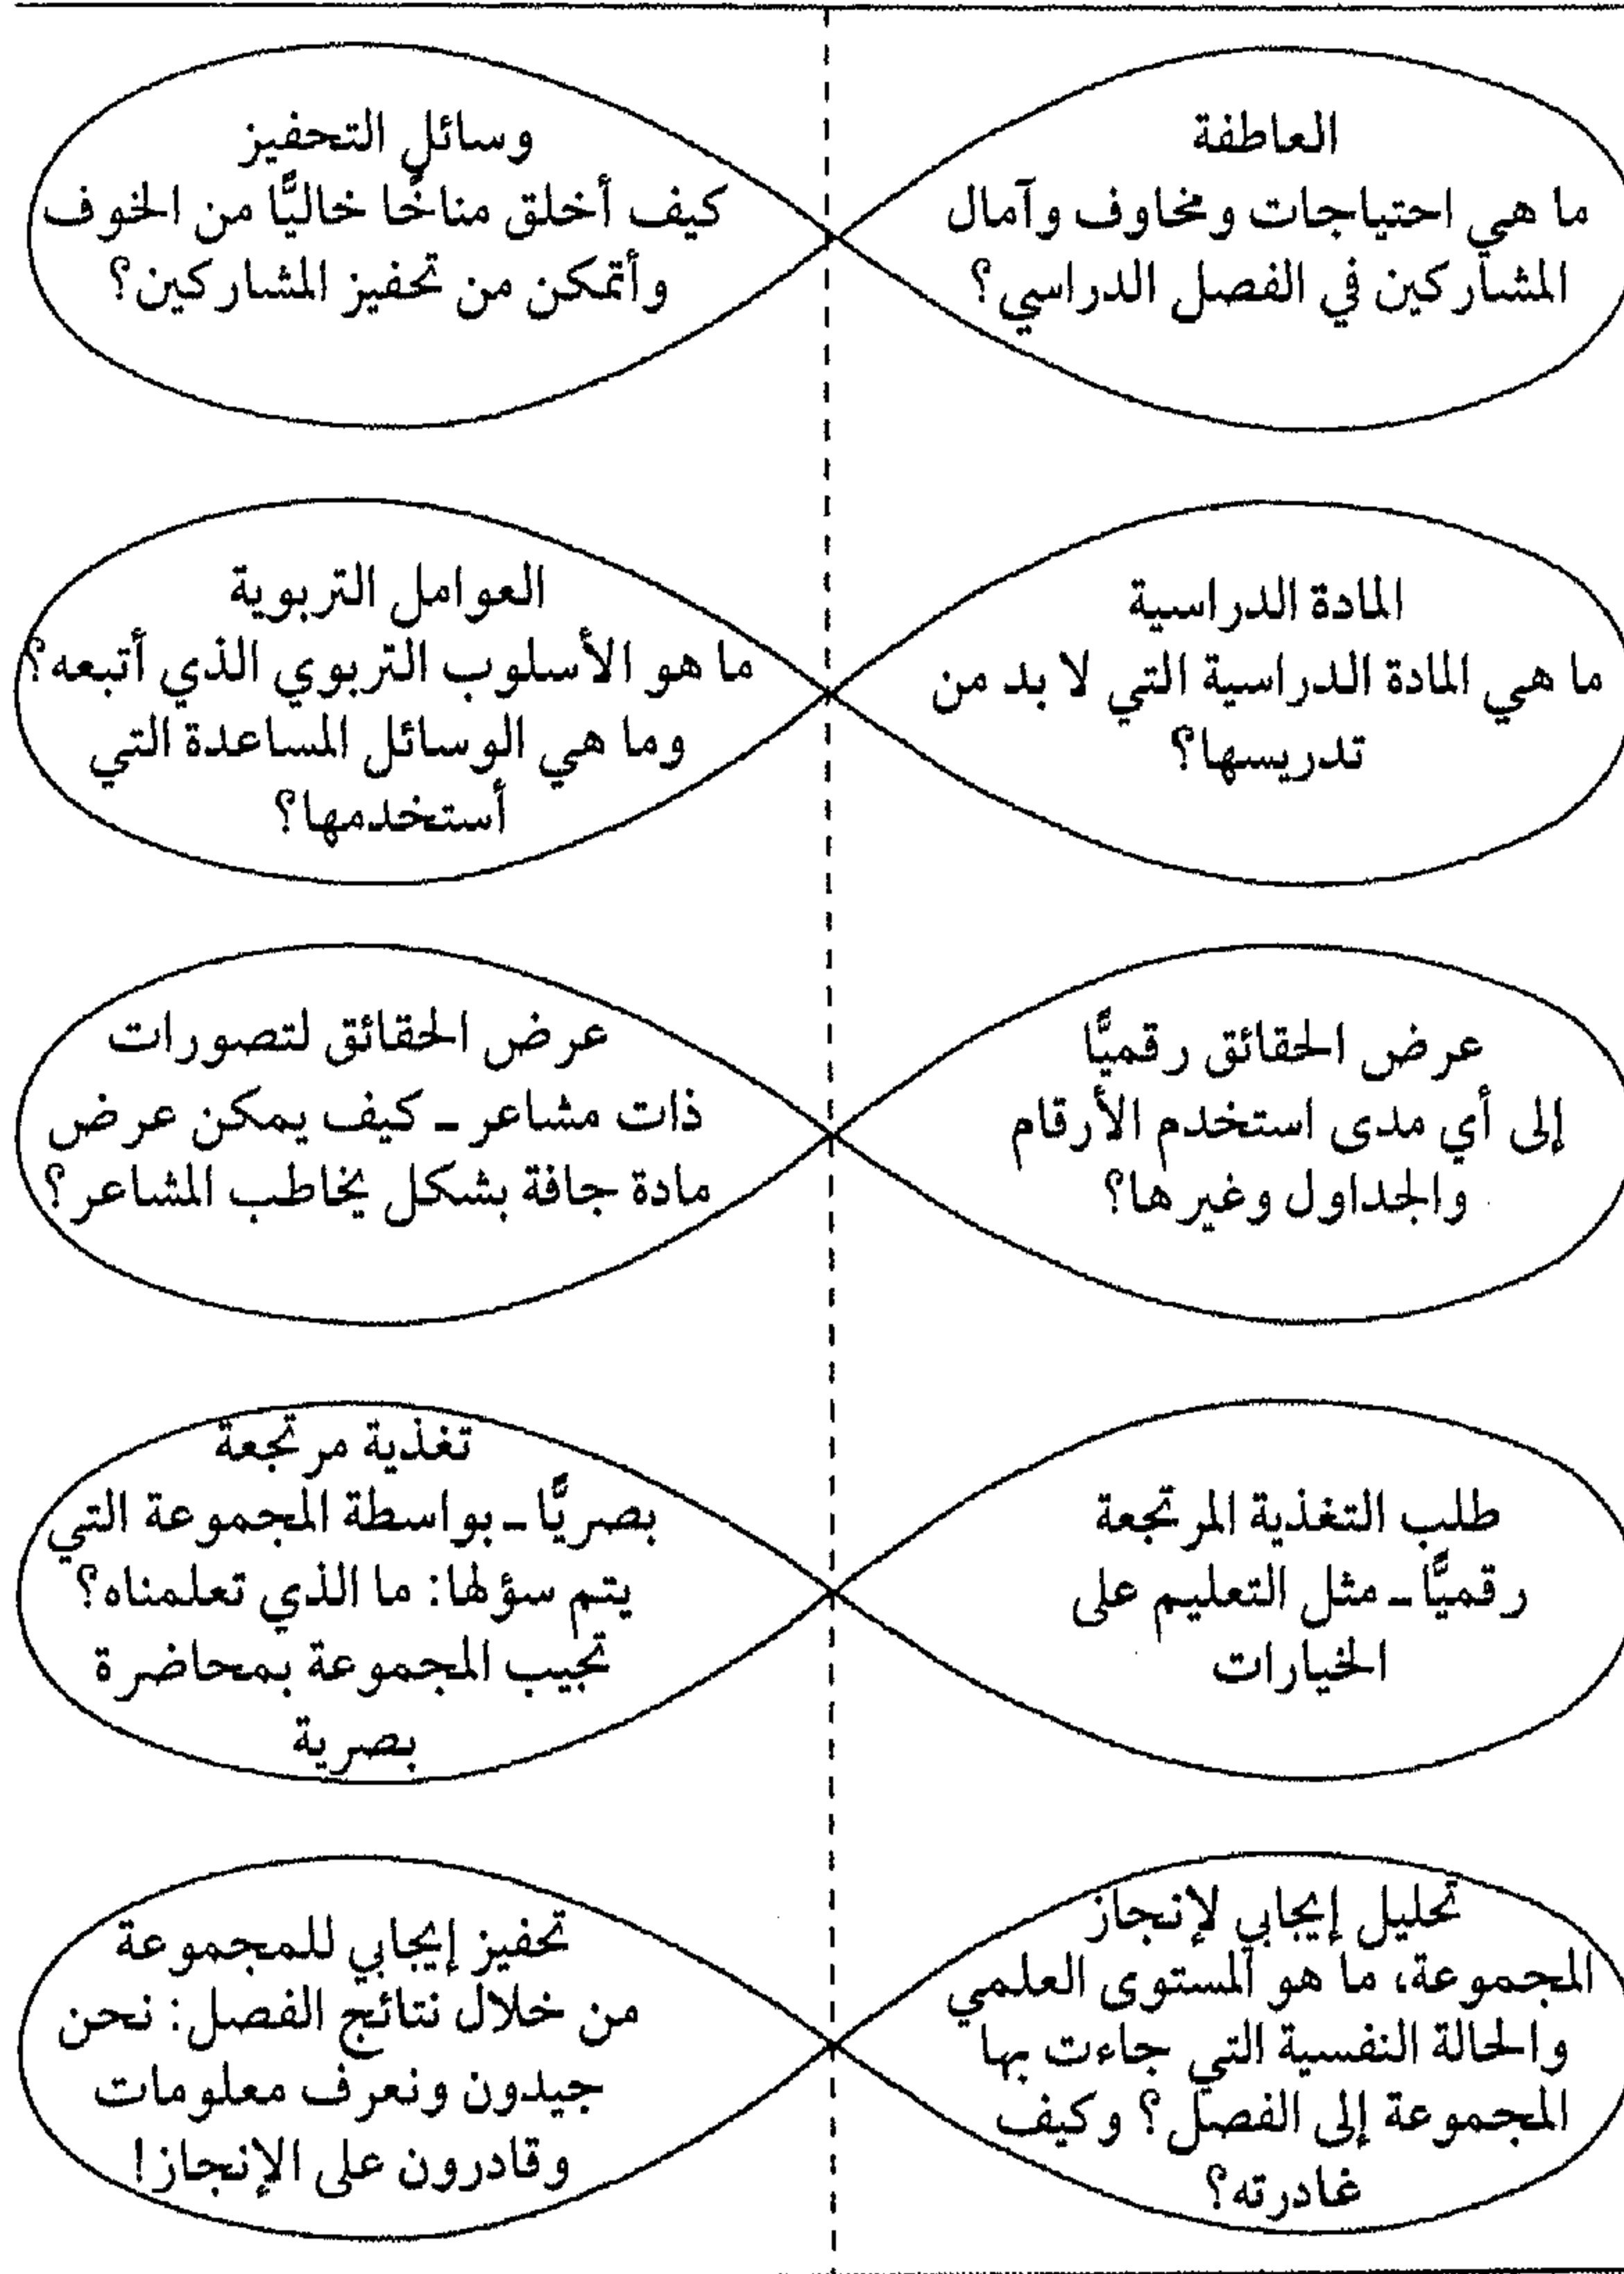 العاطفة
ما هي احتياجات ومخاوف وآمال
المشاركين في الفصل الدراسي؟
وسائل التحفيز
كيف أخلق مناخًا خاليًّا من الخوف
وأتمكن من تحفيز المشاركين؟
المادة الدراسية
ما هي المادة الدراسية التي لا بد من
تدريسها؟
العوامل التربوية
ما هو الأسلوب التربوي الذي أتبعه؟
وما هي الوسائل المساعدة التي
أستخدمها؟
عرض الحقائق رقميًّا
إلى أي مدى استخدم الأرقام
والجداول وغيرها؟
عرض الحقائق لتصورات
ذات مشاعر ـ كيف يمكن عرض
مادة جافة بشكل يخاطب المشاعر؟
طلب التغذية المرتجعة
رقميًّا ـ مثل التعليم على
الخيارات
تغذية مرتجعة
بصريًّا ـ بواسطة المجموعة التي
يتم سؤلها: ما الذي تعلمناه؟
تجيب المجموعة بمحاضرة
بصرية
تحليل إيجابي لإنجاز
المجموعة، ما هو المستوى العلمي
والحالة النفسية التي جاءت بها
المجموعة إلى الفصل؟ وكيف
غادرته؟
تحفيز إيجابي للمجموعة
من خلال نتائج الفصل: نحن
جيدون ونعرف معلومات
وقادرون على الإنجاز!